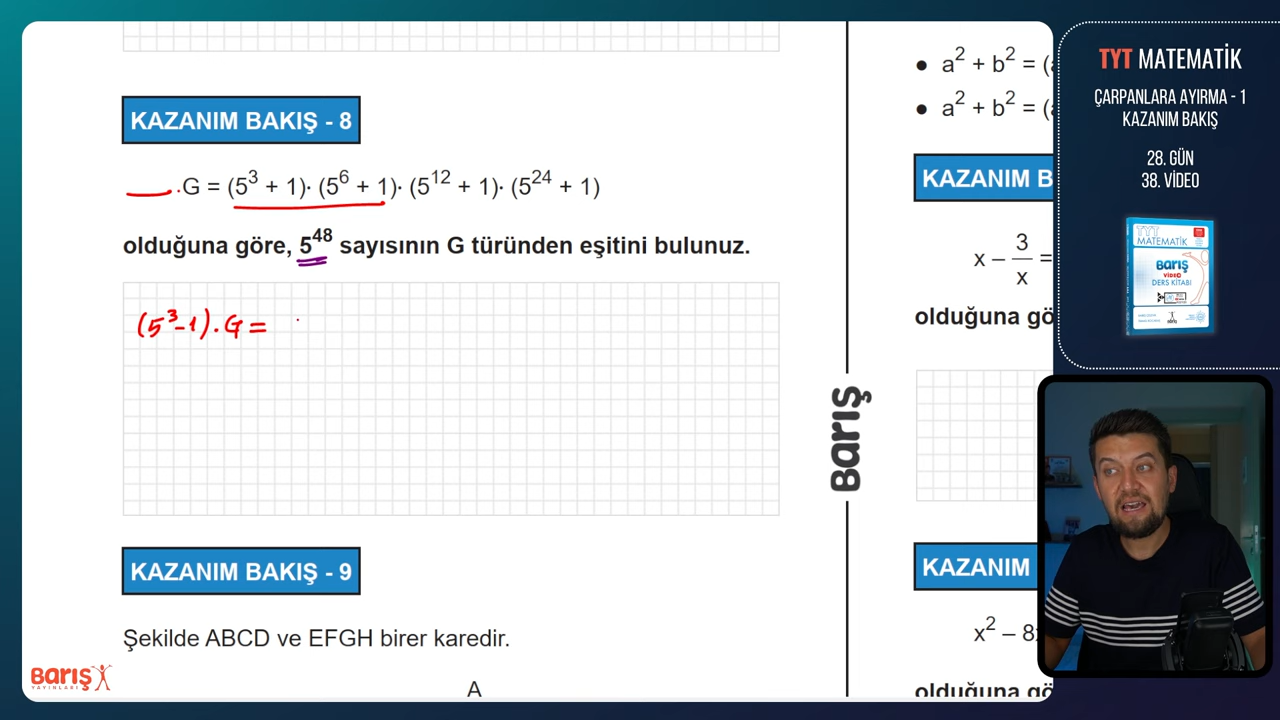 KAZANIM BAKIŞ - 8
.G = (5³ + 1)· (5⁶ + 1)· (5¹² + 1)· (5²⁴ + 1)
olduğuna göre, 5⁴⁸ sayısının G türünden eşitini bulunuz.
(5³-1).G =
KAZANIM BAKIŞ - 9
Şekilde ABCD ve EFGH birer karedir.
A
BARIŞ
YAYINLARI
Barış
• a² + b² = (
• a² + b² = (
KAZANIM B
x – 3/x =
olduğuna gö
KAZANIM
x² – 8
olduğuna gö
TYT MATEMATİK
ÇARPANLARA AYIRMA - 1
KAZANIM BAKIŞ
28. GÜN
38. VİDEO
TYT
MATEMATİK
BARIŞ
VİDEO
DERS KİTABI